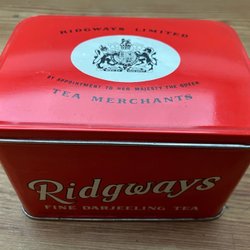 RIDGWAYS LIMITED
BY APPOINTMENT TO HER MAJESTY THE QUEEN
TEA MERCHANTS
Ridgways
FINE DARJEELING TEA